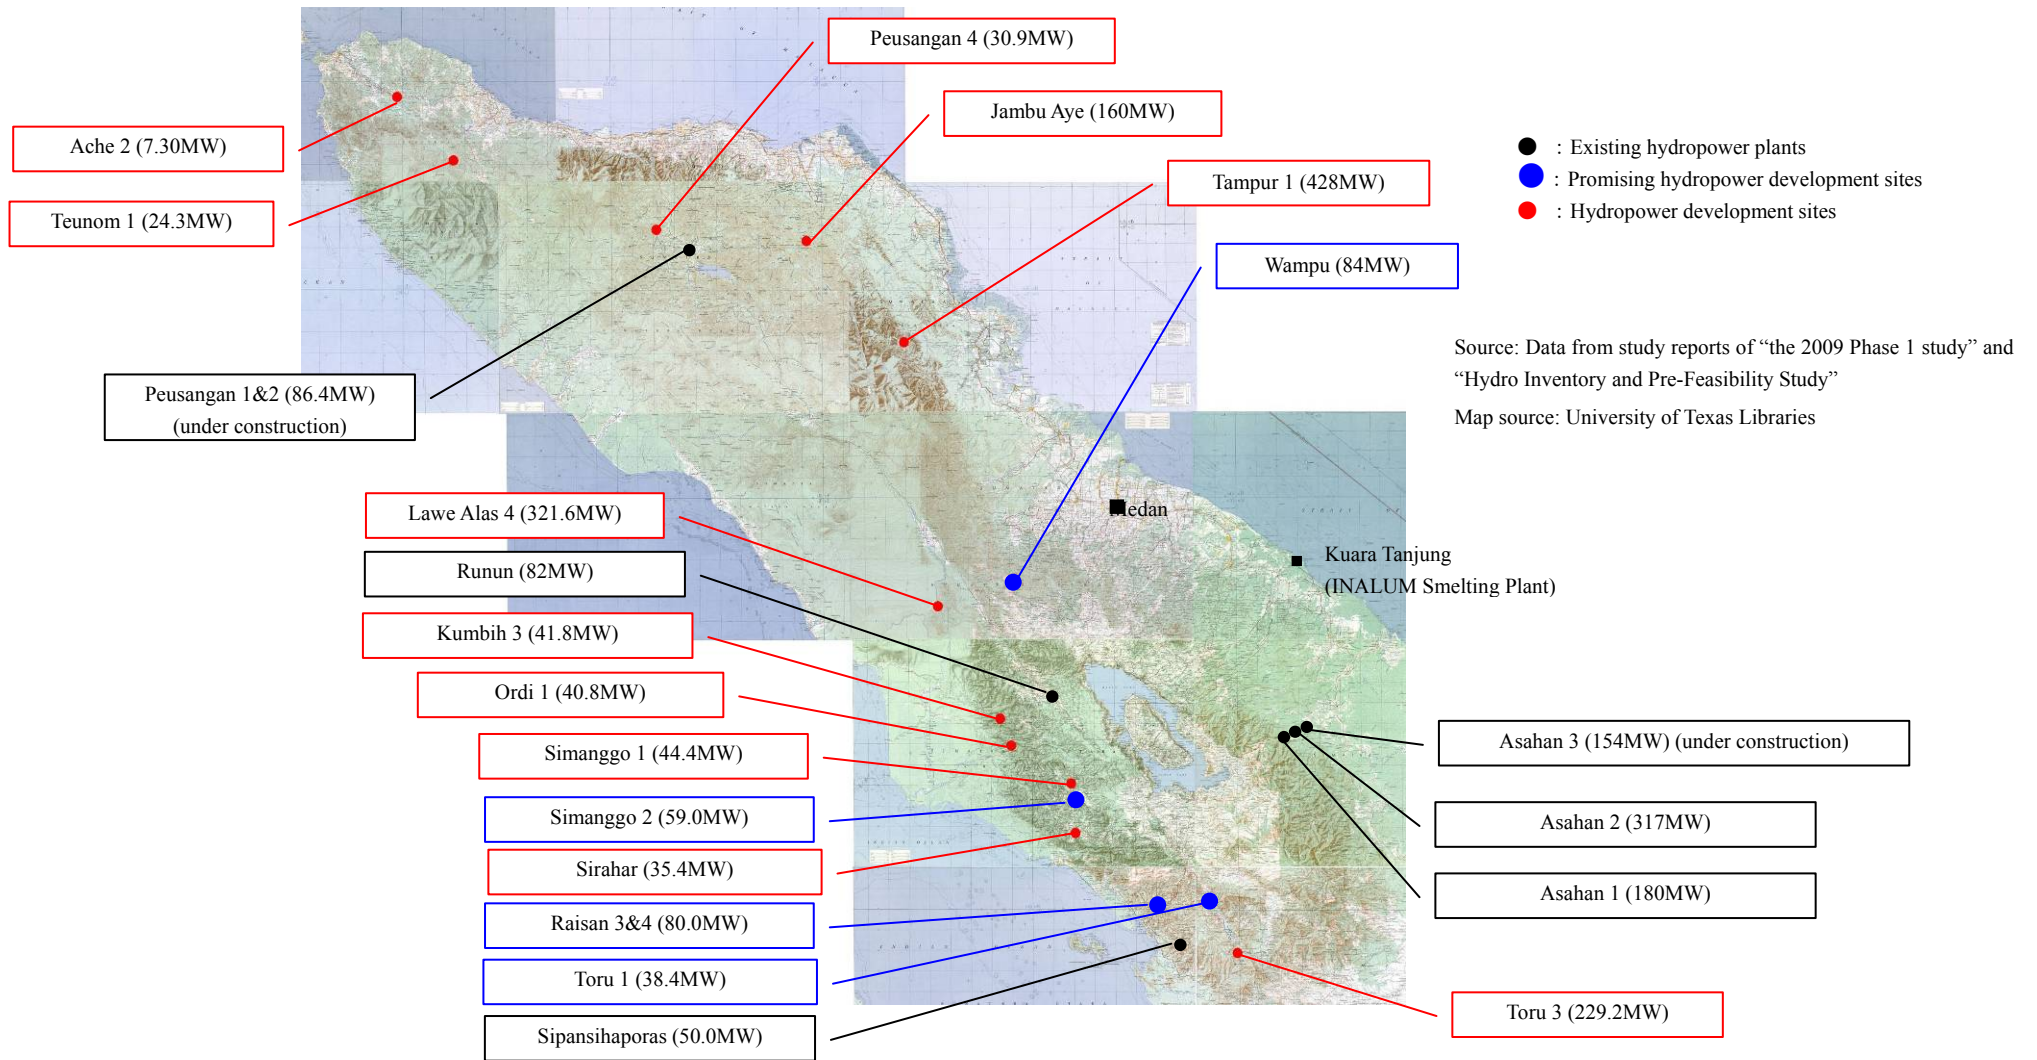 Peusangan 4 (30.9MW)
Jambu Aye (160MW)
Ache 2 (7.30MW)
Tampur 1 (428MW)
Teunom 1 (24.3MW)
Wampu (84MW)
: Existing hydropower plants
: Promising hydropower development sites
: Hydropower development sites
Source: Data from study reports of “the 2009 Phase 1 study” and
“Hydro Inventory and Pre-Feasibility Study”
Map source: University of Texas Libraries
Peusangan 1&2 (86.4MW)
(under construction)
Medan
Kuara Tanjung
(INALUM Smelting Plant)
Lawe Alas 4 (321.6MW)
Runun (82MW)
Kumbih 3 (41.8MW)
Ordi 1 (40.8MW)
Simanggo 1 (44.4MW)
Simanggo 2 (59.0MW)
Sirahar (35.4MW)
Raisan 3&4 (80.0MW)
Toru 1 (38.4MW)
Sipansihaporas (50.0MW)
Asahan 3 (154MW) (under construction)
Asahan 2 (317MW)
Asahan 1 (180MW)
Toru 3 (229.2MW)